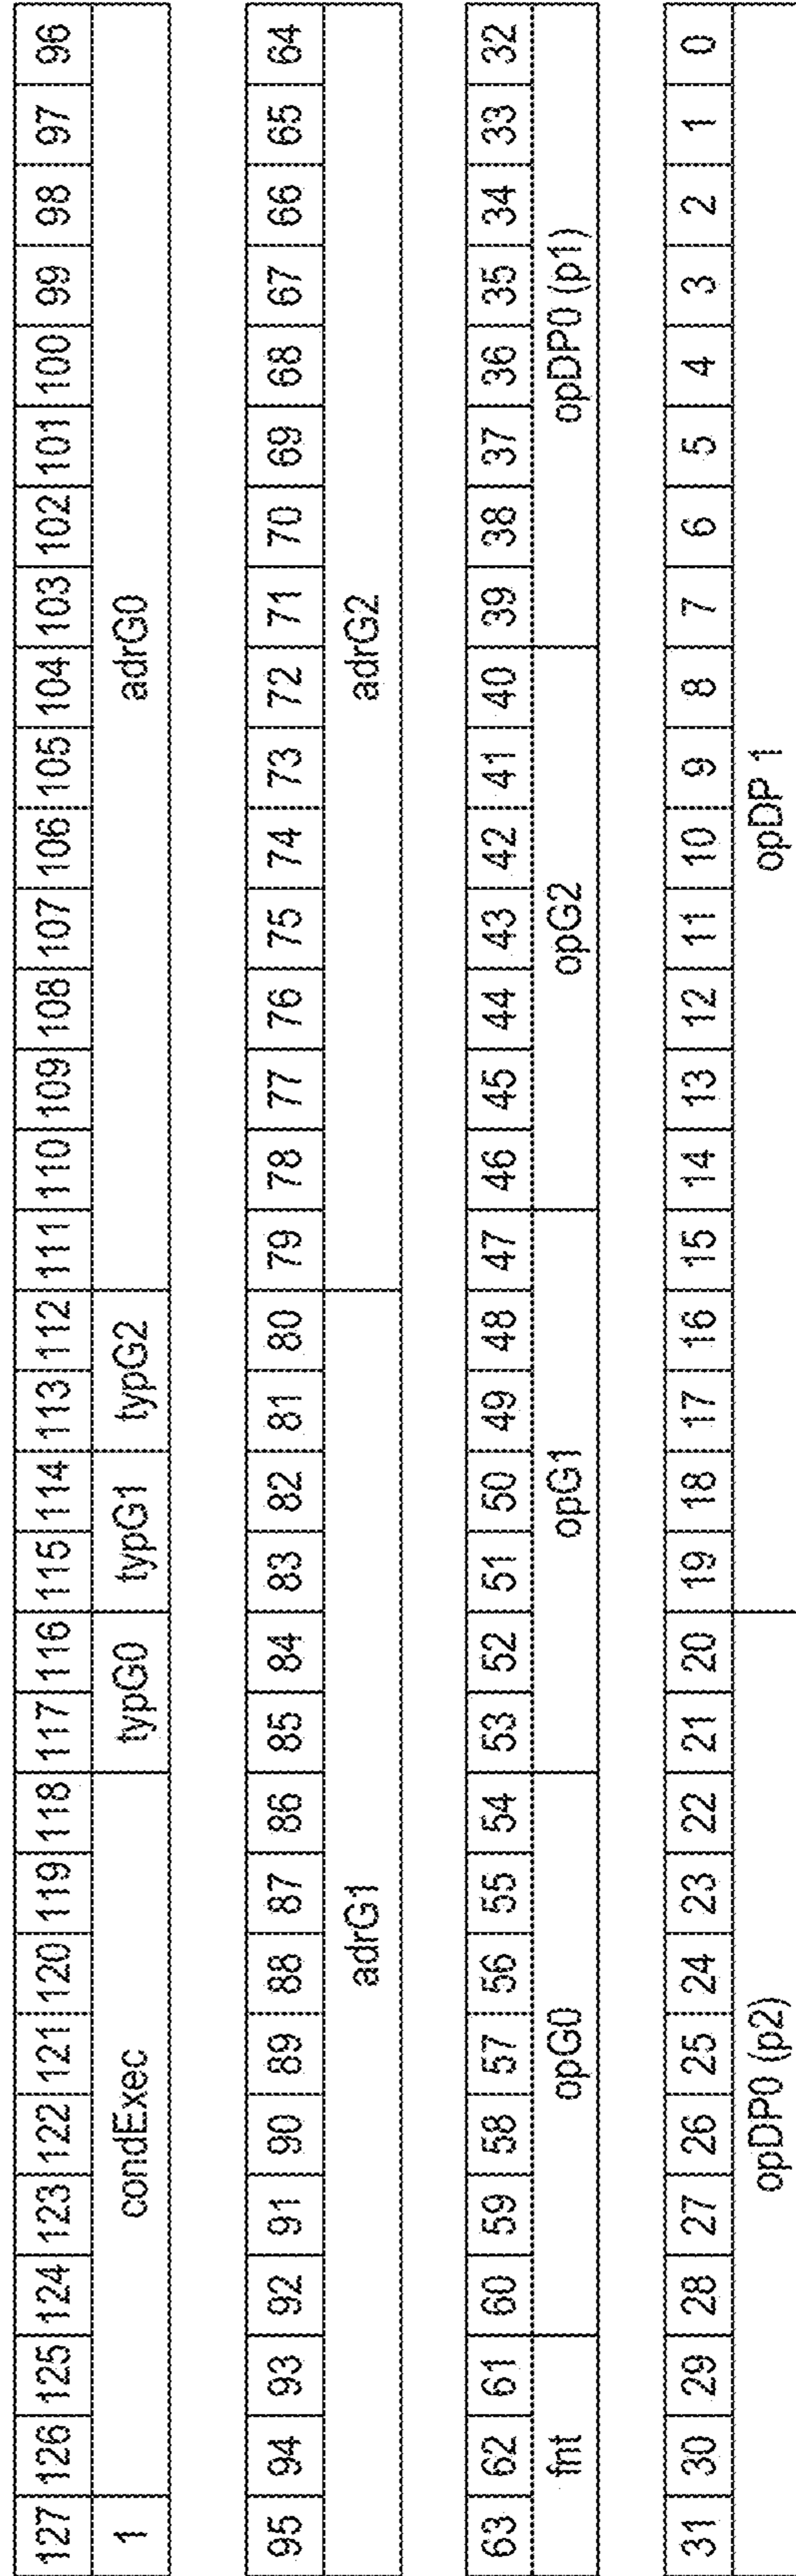 127 126 125 124 123 122 121 120 119 118 117 116 115 114 113 112 111 110 109 108 107 106 105 104 103 102 101 100 99 98 97 96
1 condExec typG0 typG1 typG2 adrG0
95 94 93 92 91 90 89 88 87 86 85 84 83 82 81 80 79 78 77 76 75 74 73 72 71 70 69 68 67 66 65 64
adrG1 adrG2
63 62 61 60 59 58 57 56 55 54 53 52 51 50 49 48 47 46 45 44 43 42 41 40 39 38 37 36 35 34 33 32
fnt opG0 opG1 opG2 opDP0 (p1)
31 30 29 28 27 26 25 24 23 22 21 20 19 18 17 16 15 14 13 12 11 10 9 8 7 6 5 4 3 2 1 0
opDP0 (p2) opDP 1